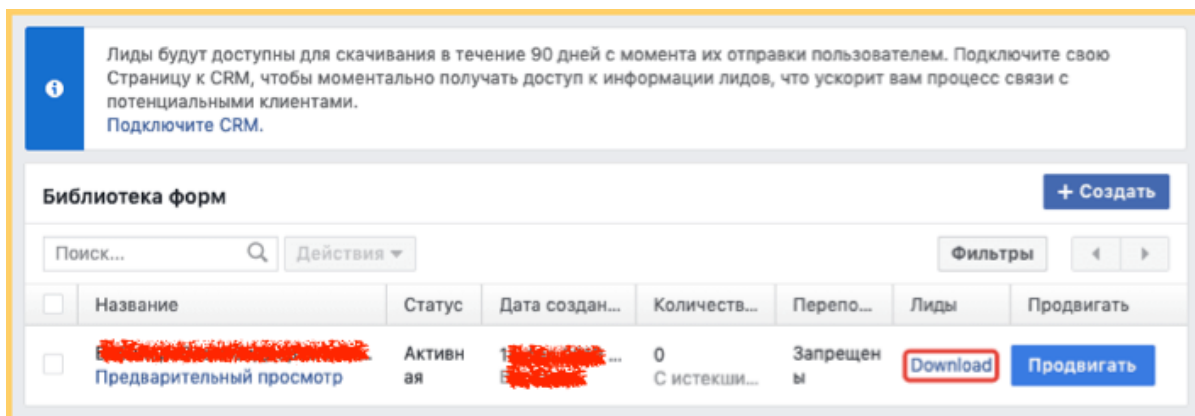 Лиды будут доступны для скачивания в течение 90 дней с момента их отправки пользователем. Подключите свою
Страницу к CRM, чтобы моментально получать доступ к информации лидов, что ускорит вам процесс связи с
потенциальными клиентами.
Подключите CRM.
Библиотека форм
+ Создать
Поиск...
Действия
Фильтры
Название Статус Дата создан... Количеств... Перепо... Лиды Продвигать
Активн
ая
0
Запрещен
ы
Download
Продвигать
Предварительный просмотр
С истекши...